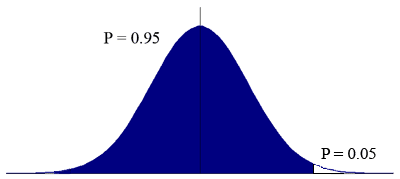 P = 0.95
P = 0.05